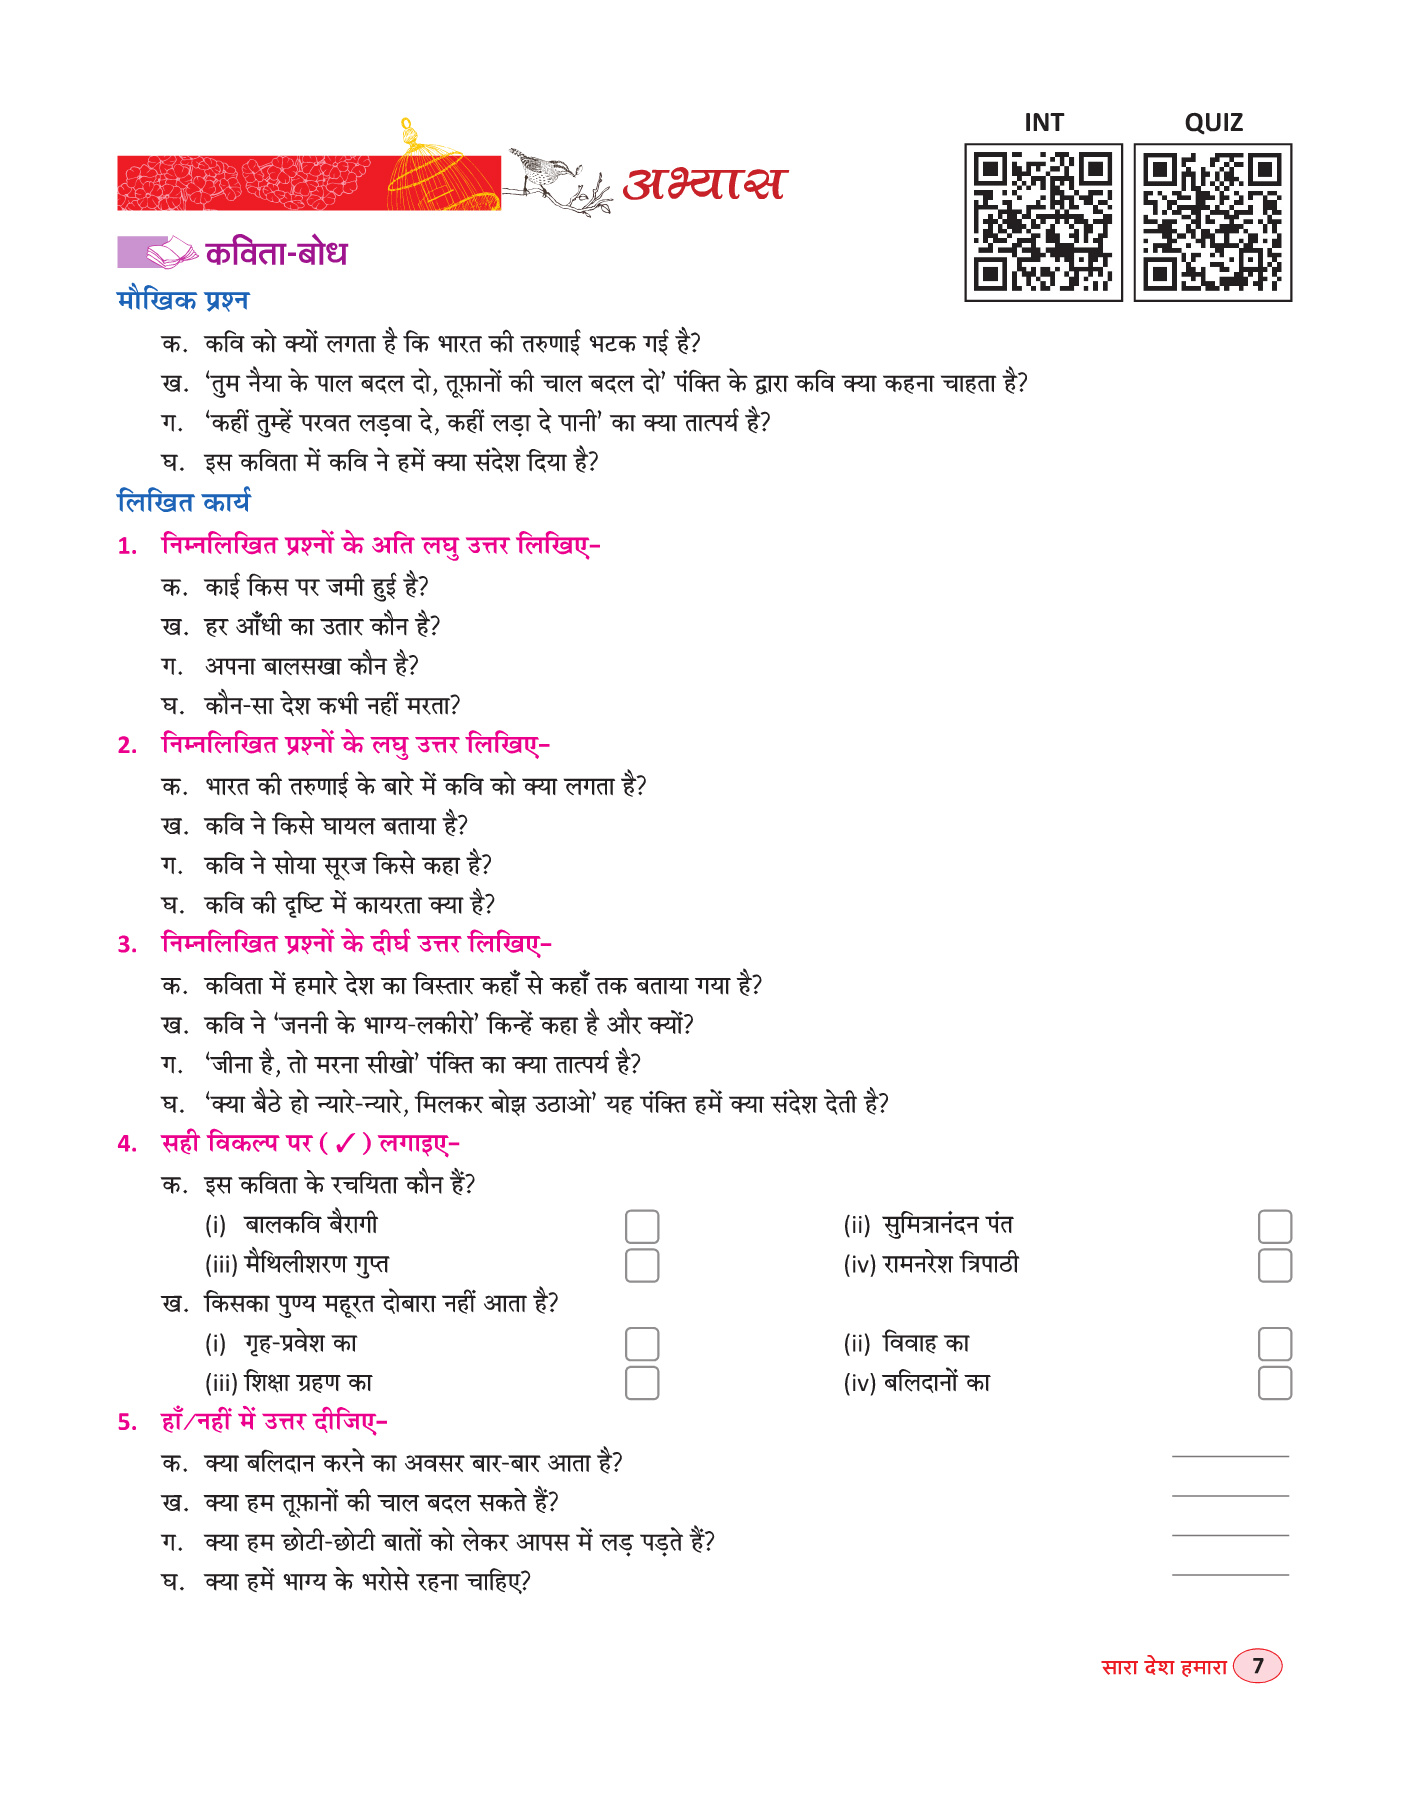 INT QUIZ
अभ्यास
कविता-बोध
मौखिक प्रश्न
क. कवि को क्यों लगता है कि भारत की तरुणाई भटक गई है?
ख. ‘तुम नैया के पाल बदल दो, तूफ़ानों की चाल बदल दो’ पंक्ति के द्वारा कवि क्या कहना चाहता है?
ग. ‘कहीं तुम्हें परवत लड़वा दे, कहीं लड़ा दे पानी’ का क्या तात्पर्य है?
घ. इस कविता में कवि ने हमें क्या संदेश दिया है?
लिखित कार्य
1. निम्नलिखित प्रश्नों के अति लघु उत्तर लिखिए–
क. काई किस पर जमी हुई है?
ख. हर आँधी का उतार कौन है?
ग. अपना बालसखा कौन है?
घ. कौन-सा देश कभी नहीं मरता?
2. निम्नलिखित प्रश्नों के लघु उत्तर लिखिए–
क. भारत की तरुणाई के बारे में कवि को क्या लगता है?
ख. कवि ने किसे घायल बताया है?
ग. कवि ने सोया सूरज किसे कहा है?
घ. कवि की दृष्टि में कायरता क्या है?
3. निम्नलिखित प्रश्नों के दीर्घ उत्तर लिखिए–
क. कविता में हमारे देश का विस्तार कहाँ से कहाँ तक बताया गया है?
ख. कवि ने ‘जननी के भाग्य-लकीरो’ किन्हें कहा है और क्यों?
ग. ‘जीना है, तो मरना सीखो’ पंक्ति का क्या तात्पर्य है?
घ. ‘क्या बैठे हो न्यारे-न्यारे, मिलकर बोझ उठाओ’ यह पंक्ति हमें क्या संदेश देती है?
4. सही विकल्प पर ( ✓ ) लगाइए–
क. इस कविता के रचयिता कौन हैं?
(i) बालकवि बैरागी (ii) सुमित्रानंदन पंत
(iii) मैथिलीशरण गुप्त (iv) रामनरेश त्रिपाठी
ख. किसका पुण्य महूरत दोबारा नहीं आता है?
(i) गृह-प्रवेश का (ii) विवाह का
(iii) शिक्षा ग्रहण का (iv) बलिदानों का
5. हाँ/नहीं में उत्तर दीजिए–
क. क्या बलिदान करने का अवसर बार-बार आता है?
ख. क्या हम तूफ़ानों की चाल बदल सकते हैं?
ग. क्या हम छोटी-छोटी बातों को लेकर आपस में लड़ पड़ते हैं?
घ. क्या हमें भाग्य के भरोसे रहना चाहिए?
सारा देश हमारा 7